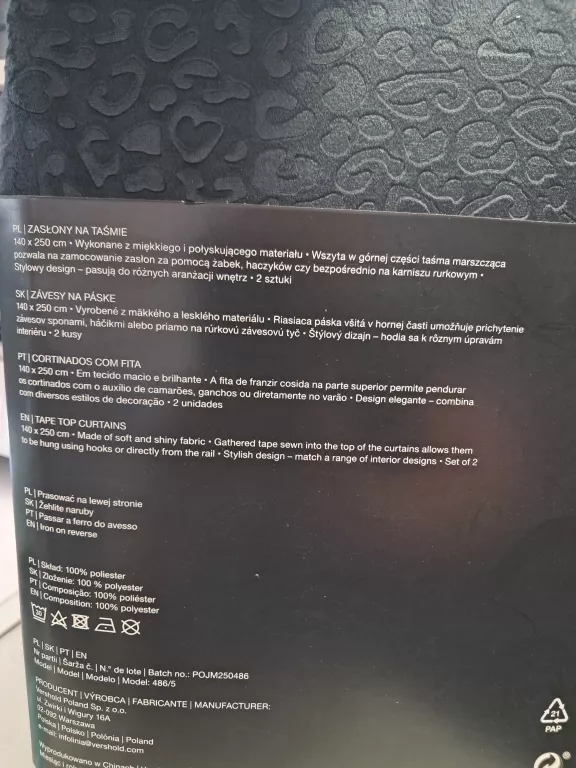 PL | ZASŁONY NA TAŚMIE
140 x 250 cm • Wykonane z miękkiego i połyskującego materiału • Wszyta w górnej części taśma marszcząca
pozwala na zamocowanie zasłon za pomocą żabek, haczyków czy bezpośrednio na karniszu rurkowym •
Stylowy design – pasują do różnych aranżacji wnętrz • 2 sztuki
SK | ZÁVESY NA PÁSKE
140 x 250 cm • Vyrobené z mäkkého a lesklého materiálu • Riasiaca páska všitá v hornej časti umožňuje prichytenie
závesov sponami, háčikmi alebo priamo na rúrkovú závesovú tyč • Štýlový dizajn – hodia sa k rôznym úpravám
interiéru • 2 kusy
PT | CORTINADOS COM FITA
140 x 250 cm • Em tecido macio e brilhante • A fita de franzir cosida na parte superior permite pendurar
os cortinados com o auxílio de camarões, ganchos ou diretamente no varão • Design elegante – combina
com diversos estilos de decoração • 2 unidades
EN | TAPE TOP CURTAINS
140 x 250 cm • Made of soft and shiny fabric • Gathered tape sewn into the top of the curtains allows them
to be hung using hooks or directly from the rail • Stylish design – match a range of interior designs • Set of 2
PL | Prasować na lewej stronie
SK | Žehlite naruby
PT | Passar a ferro do avesso
EN | Iron on reverse
PL | Skład: 100% poliester
SK | Zloženie: 100 % polyester
PT | Composição: 100% poliéster
EN | Composition: 100% polyester
30
PL | SK | PT | EN
Nr partii | Šarža č. | N.° de lote | Batch no.: POJM250486
Model | Model | Modelo | Model: 486/5
PRODUCENT | VÝROBCA | FABRICANTE | MANUFACTURER:
Vershold Poland Sp. z o.o.
ul. Żwirki i Wigury 16A
02-092 Warszawa
Polska | Poľsko | Polónia | Poland
e-mail: infolinia@vershold.com
Wyprodukowano w Chinach |
21
PAP